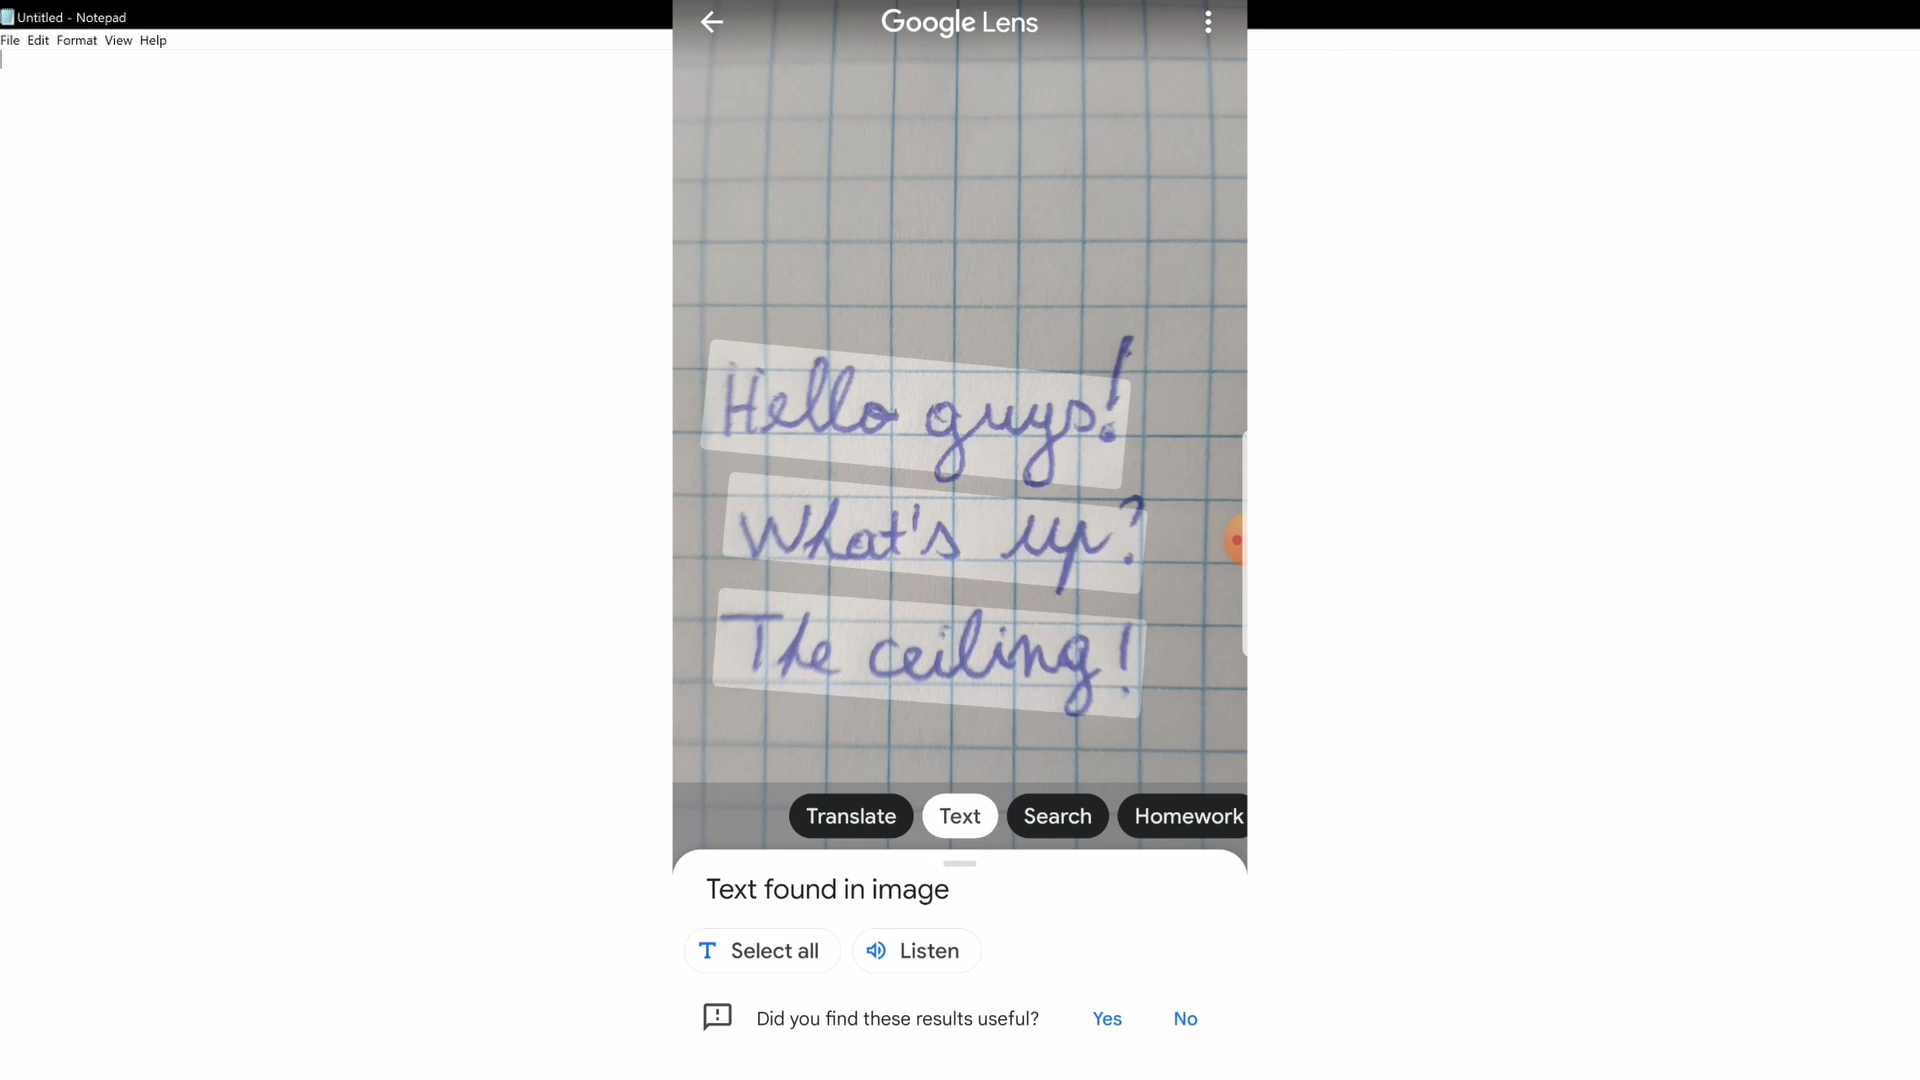 Untitled - Notepad
File Edit Format View Help
Google Lens
Hello guys!
What's up?
The ceiling!
Translate Text Search Homework
Text found in image
Select all Listen
Did you find these results useful? Yes No